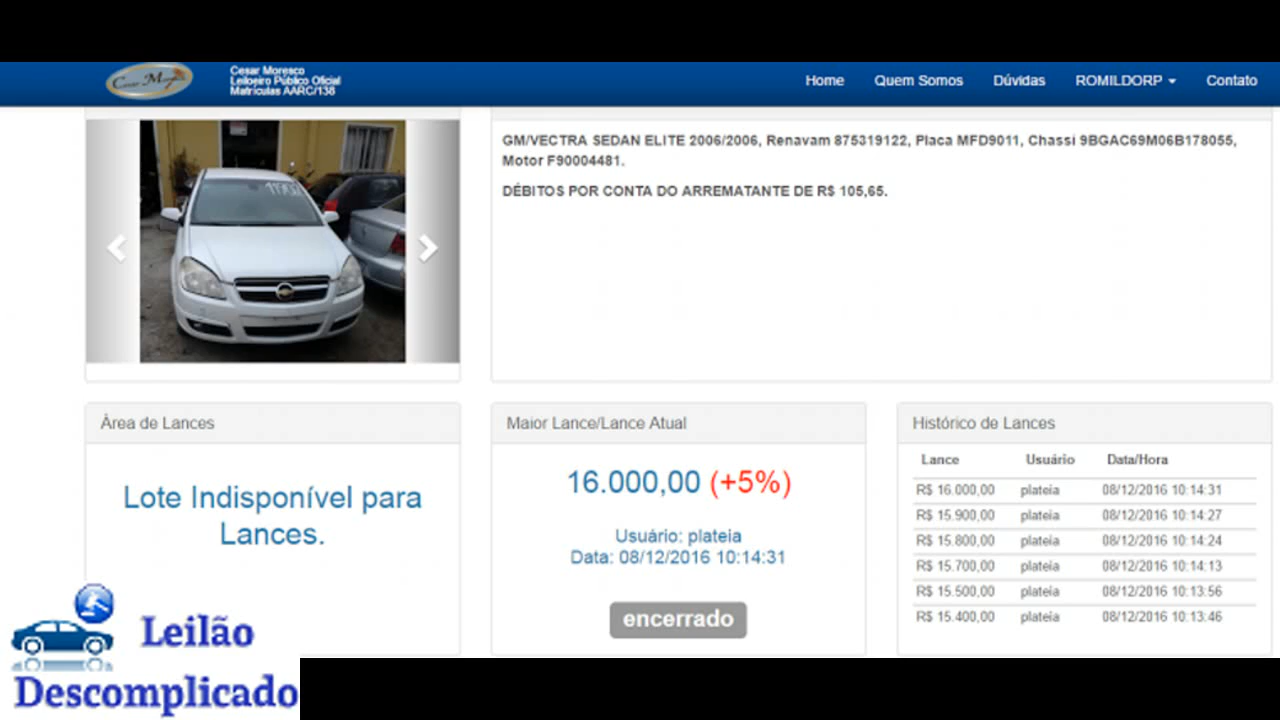 Cesar Moresco
Leiloeiro Público Oficial
Matrículas AARC/138
Home
Quem Somos
Dúvidas
ROMILDORP
Contato
GM/VECTRA SEDAN ELITE 2006/2006, Renavam 875319122, Placa MFD9011, Chassi 9BGAC69M06B178055,
Motor F90004481.
DÉBITOS POR CONTA DO ARREMATANTE DE R$ 105,65.
Área de Lances
Lote Indisponível para
Lances.
Maior Lance/Lance Atual
16.000,00 (+5%)
Usuário: plateia
Data: 08/12/2016 10:14:31
encerrado
Histórico de Lances
Lance Usuário Data/Hora
R$ 16.000,00 plateia 08/12/2016 10:14:31
R$ 15.900,00 plateia 08/12/2016 10:14:27
R$ 15.800,00 plateia 08/12/2016 10:14:24
R$ 15.700,00 plateia 08/12/2016 10:14:13
R$ 15.500,00 plateia 08/12/2016 10:13:56
R$ 15.400,00 plateia 08/12/2016 10:13:46
Leilão
Descomplicado